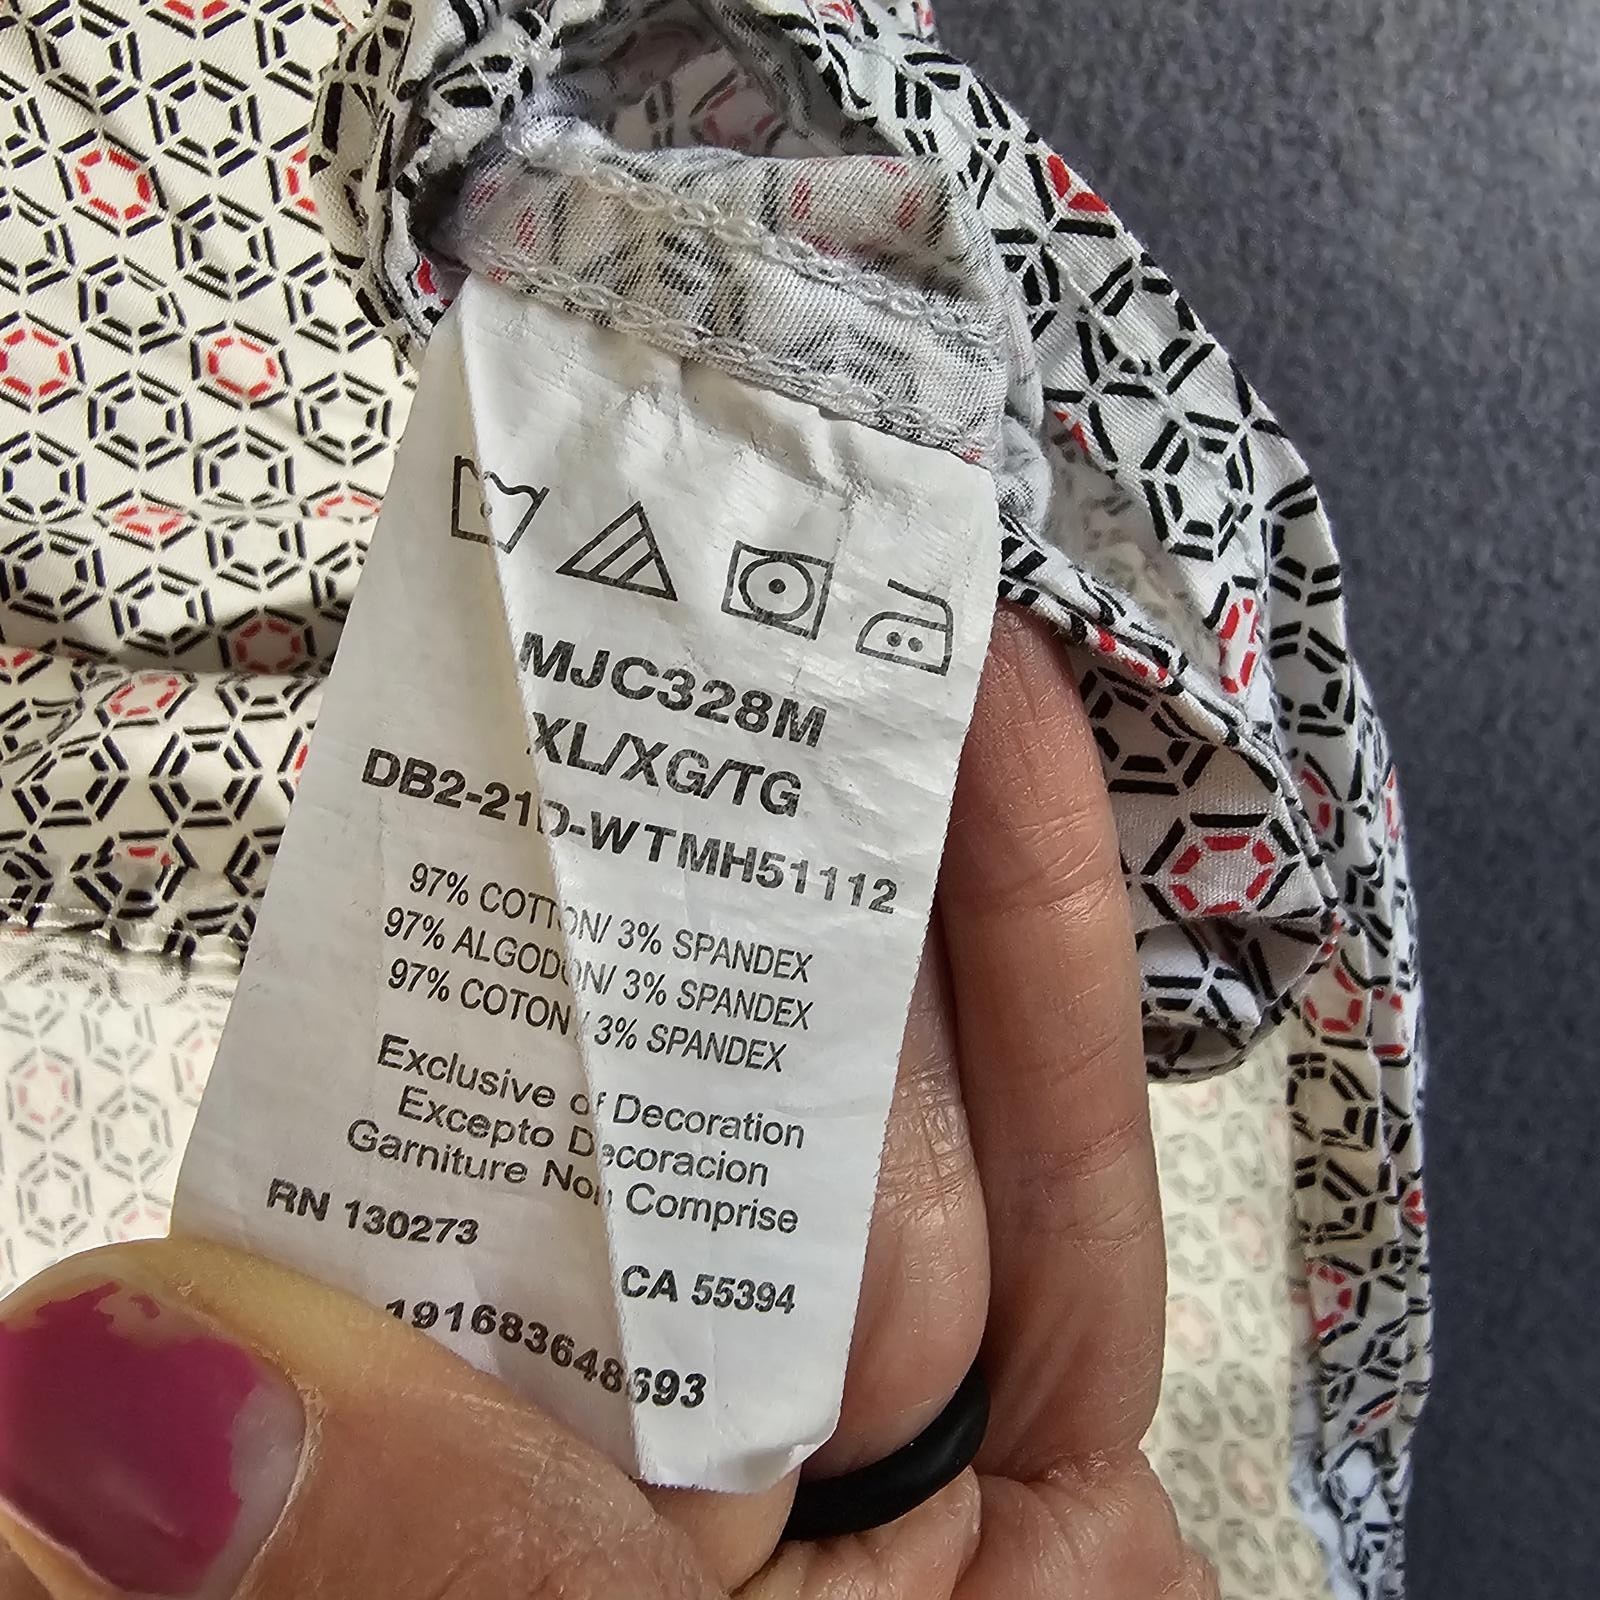 MJC328M
XL/XG/TG
DB2-21D-WTMH51112
97% COTTON/ 3% SPANDEX
97% ALGODON/ 3% SPANDEX
97% COTON / 3% SPANDEX
Exclusive of Decoration
Excepto Decoracion
Garniture Non Comprise
RN 130273
CA 55394
191683648693